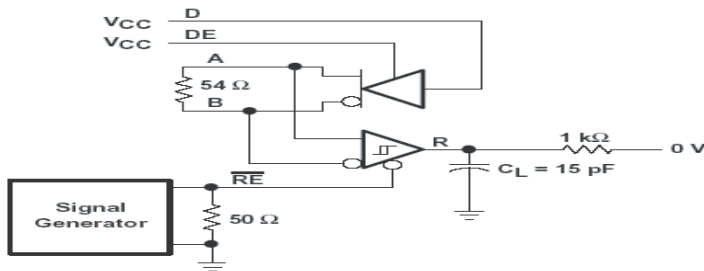 VCC D
VCC DE
A
54 Ω
B
R
1 kΩ
0 V
CL = 15 pF
RE
Signal
Generator
50 Ω